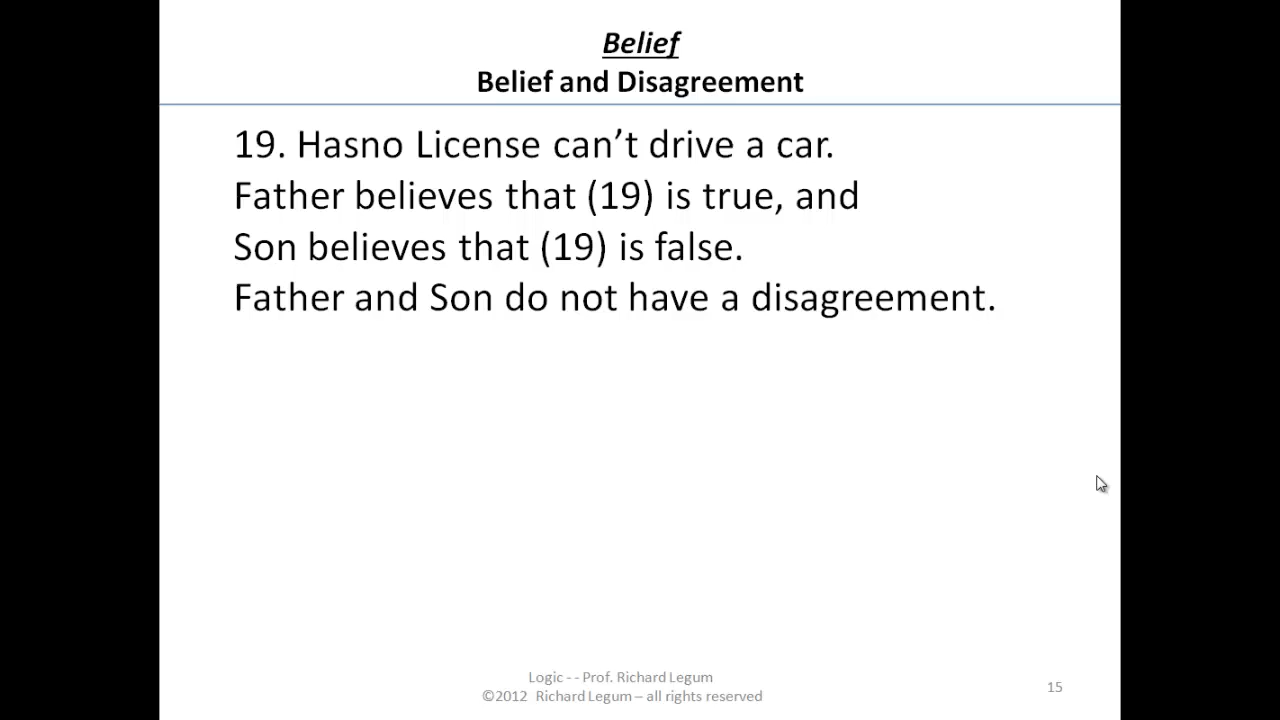 Belief
Belief and Disagreement
19. Hasno License can’t drive a car.
Father believes that (19) is true, and
Son believes that (19) is false.
Father and Son do not have a disagreement.
Logic - - Prof. Richard Legum
©2012 Richard Legum – all rights reserved
15